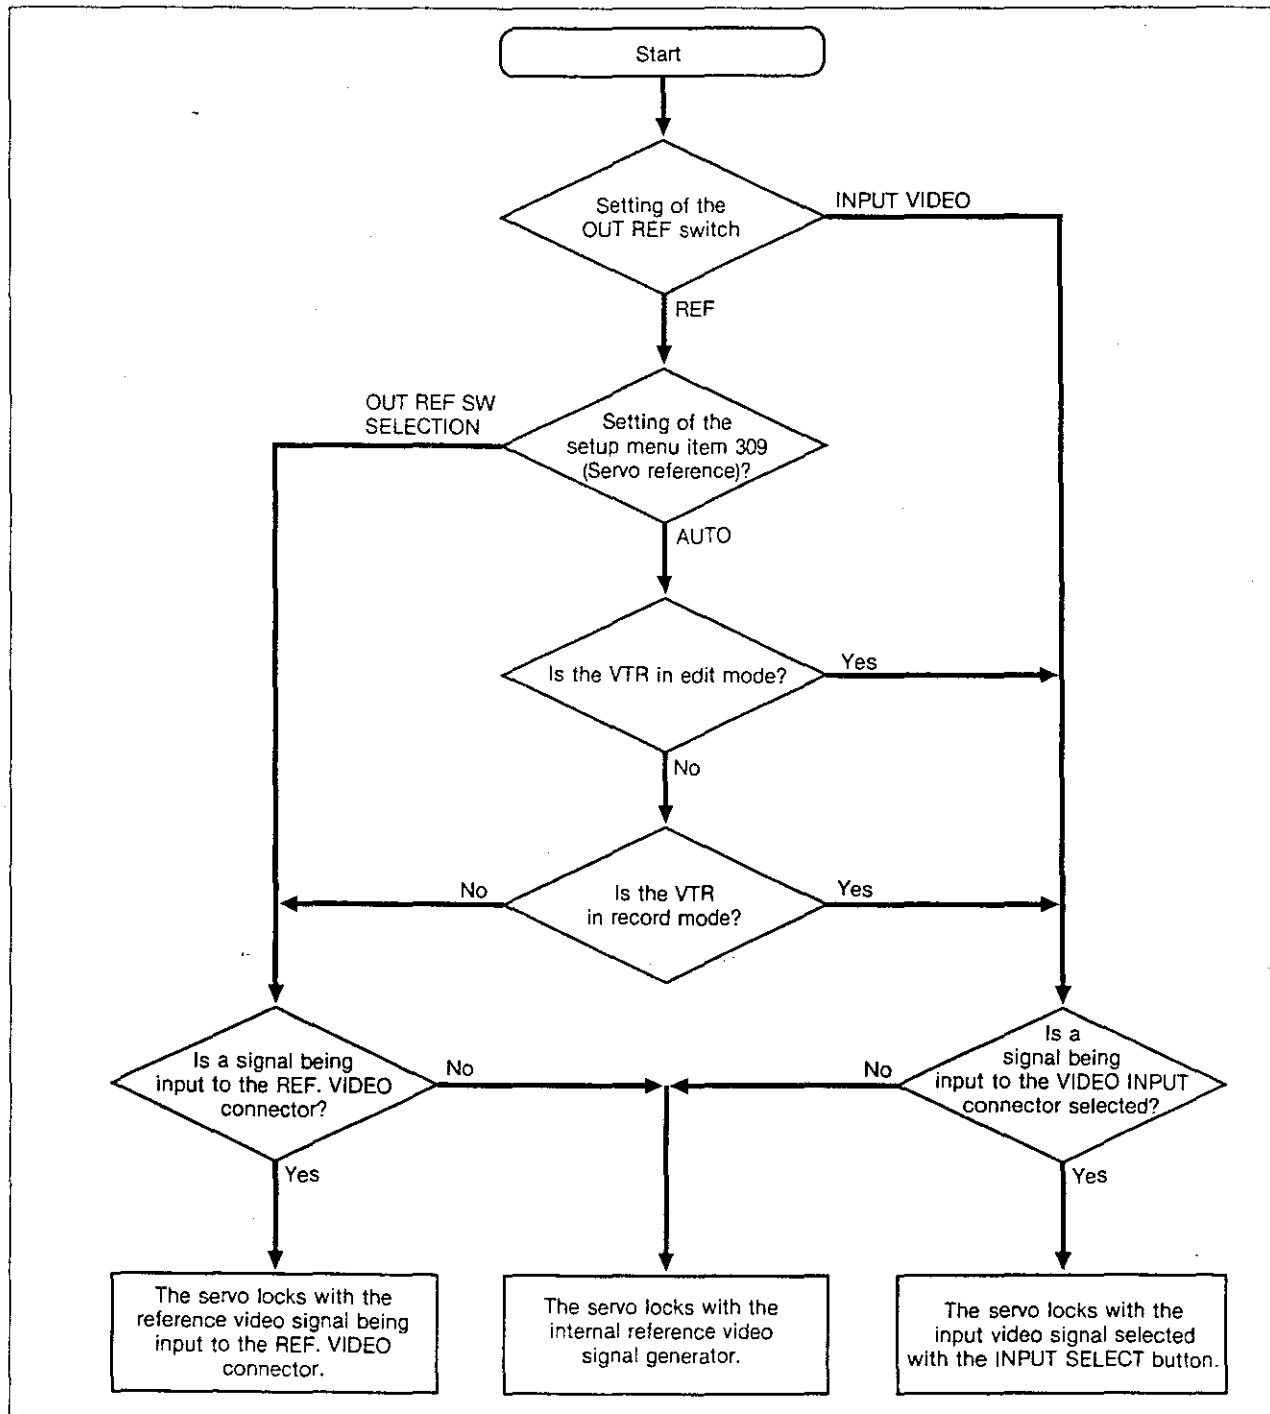 Start
Setting of the
OUT REF switch
INPUT VIDEO
REF
OUT REF SW
SELECTION
Setting of the
setup menu item 309
(Servo reference)?
AUTO
Is the VTR in edit mode?
Yes
No
Is the VTR
in record mode?
No
Yes
Is a signal being
input to the REF. VIDEO
connector?
No
Yes
Is a
signal being
input to the VIDEO INPUT
connector selected?
No
Yes
The servo locks with the
reference video signal being
input to the REF. VIDEO
connector.
The servo locks with the
internal reference video
signal generator.
The servo locks with the
input video signal selected
with the INPUT SELECT button.